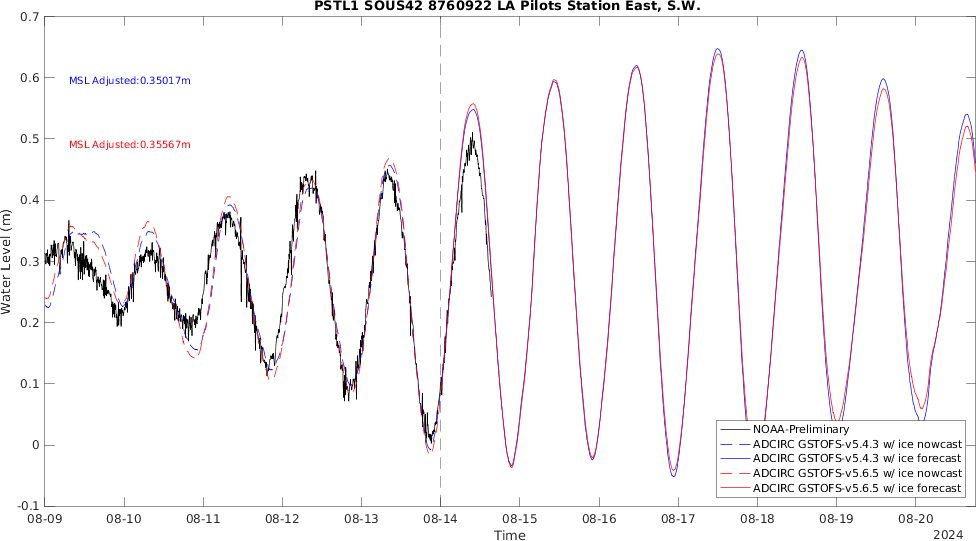 PSTL1 SOUS42 8760922 LA Pilots Station East, S.W.
0.7
0.6
0.5
0.4
0.3
0.2
0.1
0
-0.1
Water Level (m)
MSL Adjusted:0.35017m
MSL Adjusted:0.35567m
NOAA-Preliminary
ADCIRC GSTOFS-v5.4.3 w/ ice nowcast
ADCIRC GSTOFS-v5.4.3 w/ ice forecast
ADCIRC GSTOFS-v5.6.5 w/ ice nowcast
ADCIRC GSTOFS-v5.6.5 w/ ice forecast
08-09 08-10 08-11 08-12 08-13 08-14 08-15 08-16 08-17 08-18 08-19 08-20
Time
2024